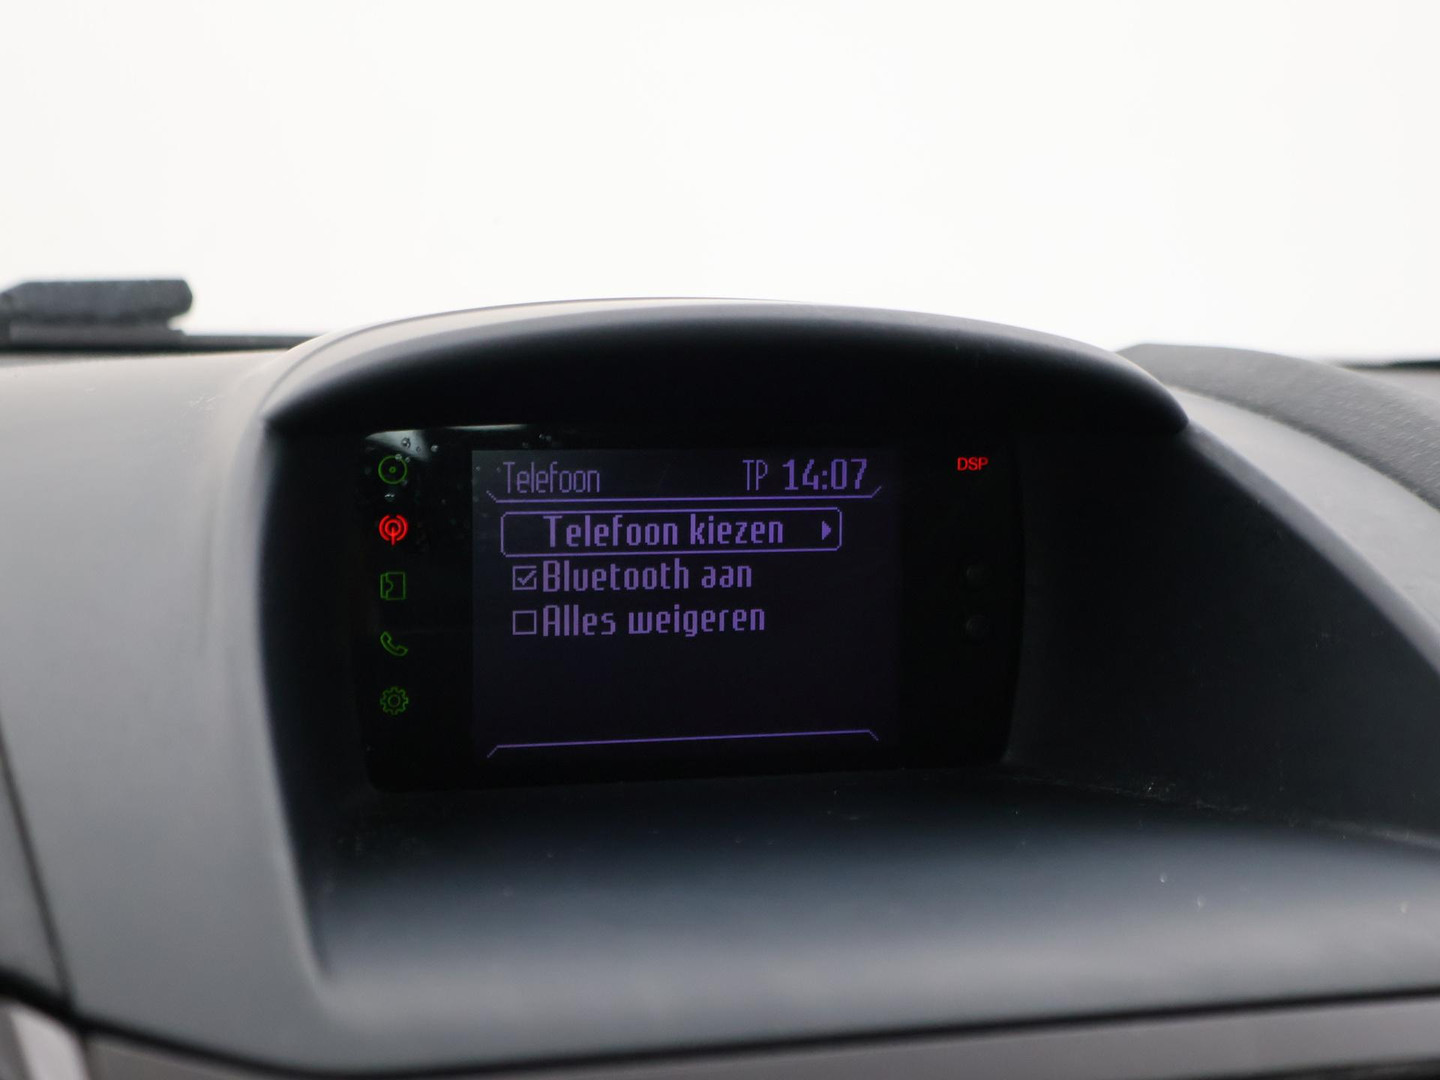 Telefoon TP 14:07 DSP
Telefoon kiezen
Bluetooth aan
Alles weigeren